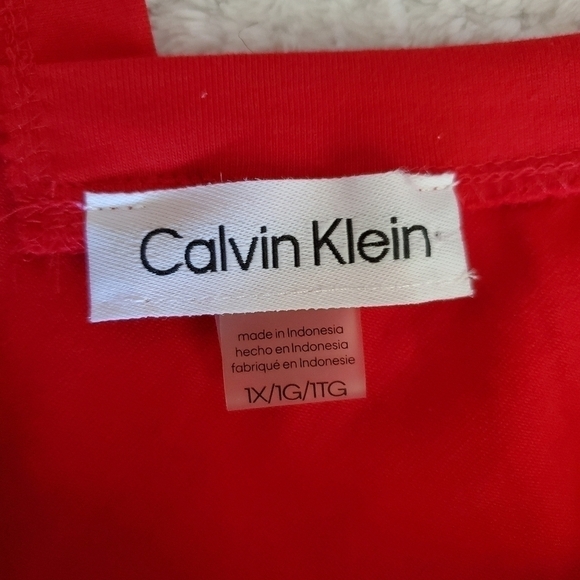 Calvin Klein
made in Indonesia
hecho en Indonesia
fabriqué en Indonesie
1X/1G/1TG